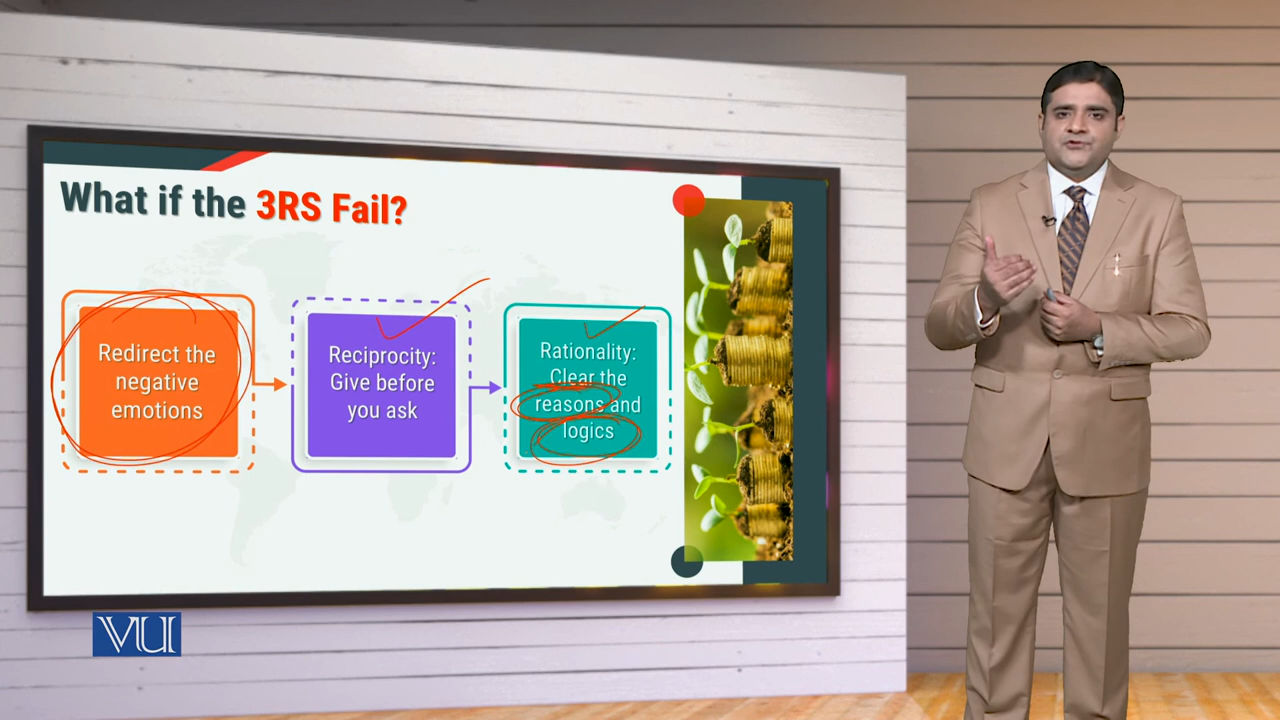 What if the 3RS Fail?
Redirect the
negative
emotions
Reciprocity:
Give before
you ask
Rationality:
Clear the
reasons and
logics
VU